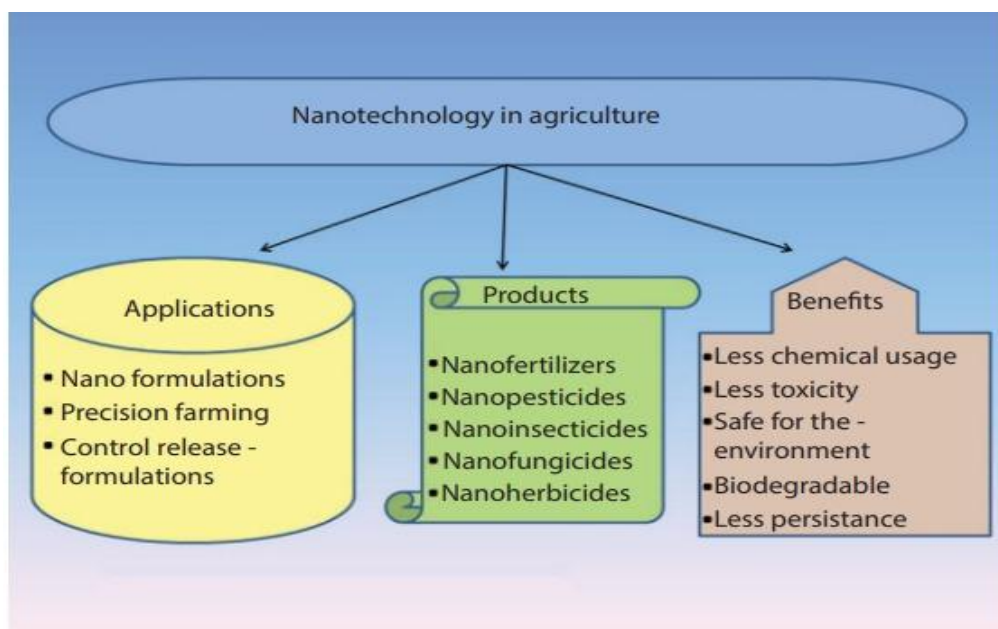 Nanotechnology in agriculture
Applications
▪ Nano formulations
▪ Precision farming
▪ Control release -
formulations
Products
▪Nanofertilizers
▪Nanopesticides
▪Nanoinsecticides
▪Nanofungicides
▪Nanoherbicides
Benefits
▪Less chemical usage
▪Less toxicity
▪Safe for the -
environment
▪Biodegradable
▪Less persistance